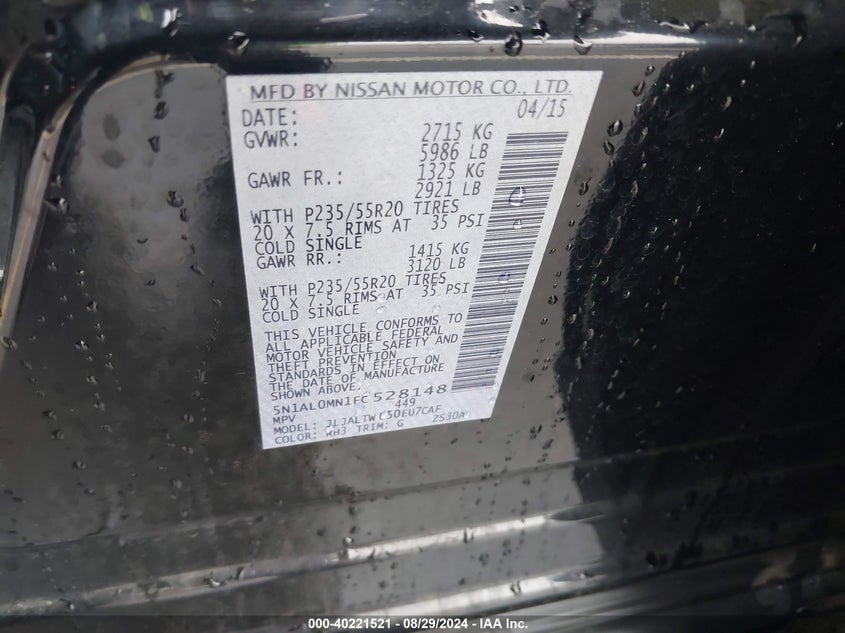 MFD BY NISSAN MOTOR CO., LTD.
DATE: 04/15
GVWR: 2715 KG
5986 LB
GAWR FR.: 1325 KG
2921 LB
WITH P235/55R20 TIRES
20 X 7.5 RIMS AT 35 PSI
COLD SINGLE
GAWR RR.: 1415 KG
3120 LB
WITH P235/55R20 TIRES
20 X 7.5 RIMS AT 35 PSI
COLD SINGLE
THIS VEHICLE CONFORMS TO
ALL APPLICABLE FEDERAL
MOTOR VEHICLE SAFETY AND
THEFT PREVENTION
STANDARDS IN EFFECT ON
THE DATE OF MANUFACTURE
SHOWN ABOVE.
5N1AL0MN1FC528148
MPV 449
MODEL: ZS30A
COLOR: KH3 TRIM: G
000-40221521 - 08/29/2024 - IAA Inc.